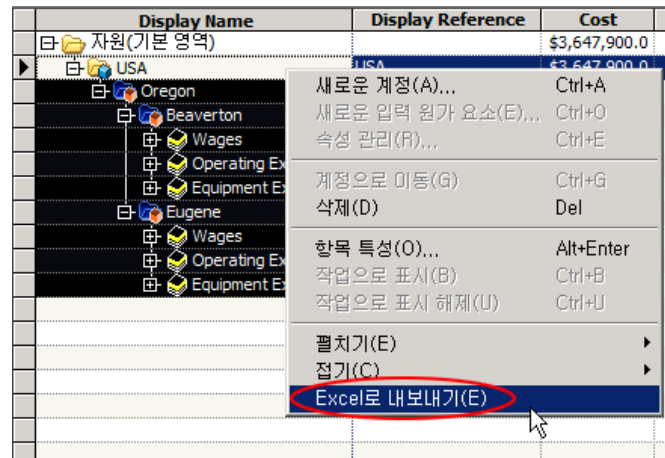 Display Name Display Reference Cost
자원(기본 영역) $3,647,900.0
USA USA $3,647,900.0
Oregon
Beaverton
Wages
Operating Ex
Equipment Ex
Eugene
Wages
Operating Ex
Equipment Ex
새로운 계정(A)... Ctrl+A
새로운 입력 원가 요소(E)... Ctrl+O
속성 관리(R)... Ctrl+E
계정으로 이동(G) Ctrl+G
삭제(D) Del
항목 특성(O)... Alt+Enter
작업으로 표시(B) Ctrl+B
작업으로 표시 해제(U) Ctrl+U
펼치기(E)
접기(C)
Excel로 내보내기(E)